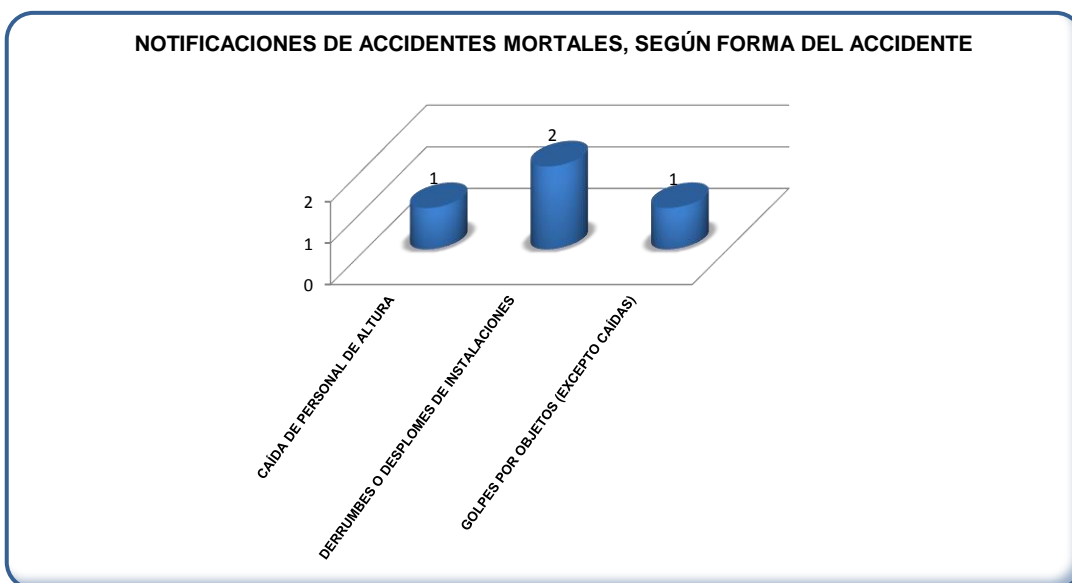 NOTIFICACIONES DE ACCIDENTES MORTALES, SEGÚN FORMA DEL ACCIDENTE
2
1
1
2
1
0
CAÍDA DE PERSONAL DE ALTURA
DERRUMBES O DESPLOMES DE INSTALACIONES
GOLPES POR OBJETOS (EXCEPTO CAÍDAS)